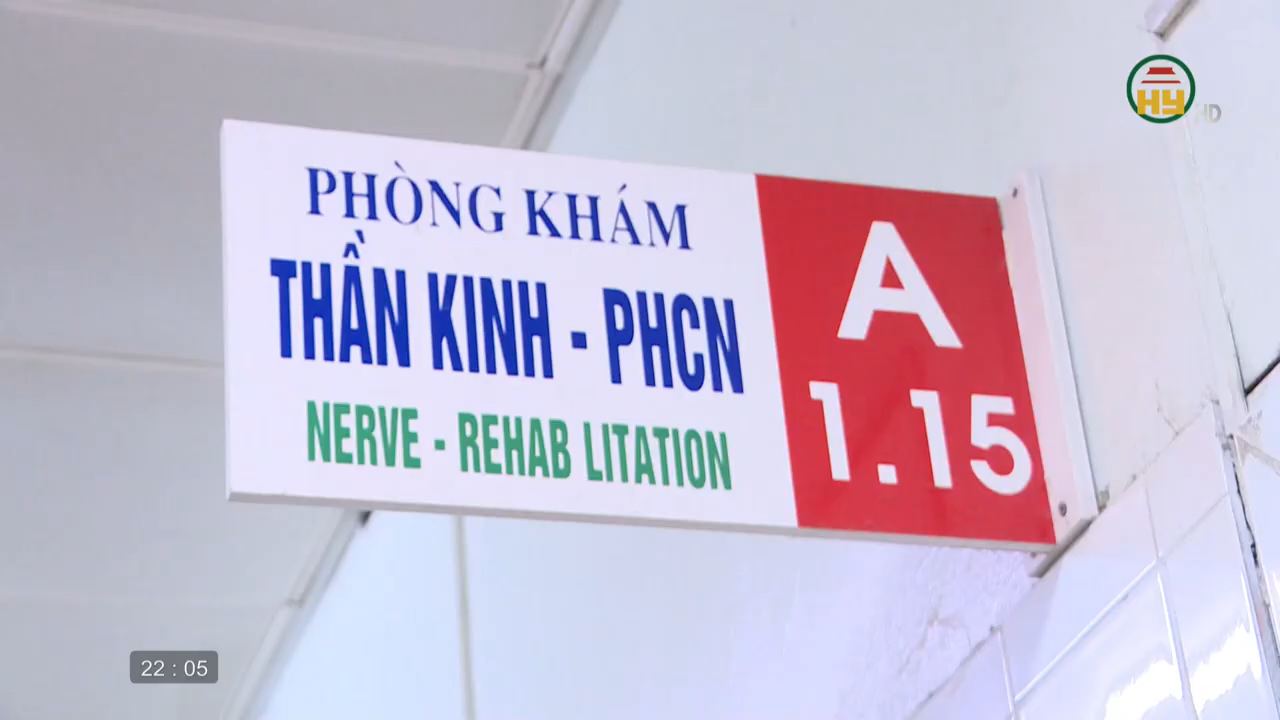 HY HD
PHÒNG KHÁM
THẦN KINH - PHCN
NERVE - REHAB LITATION
A
1.15
22 : 05